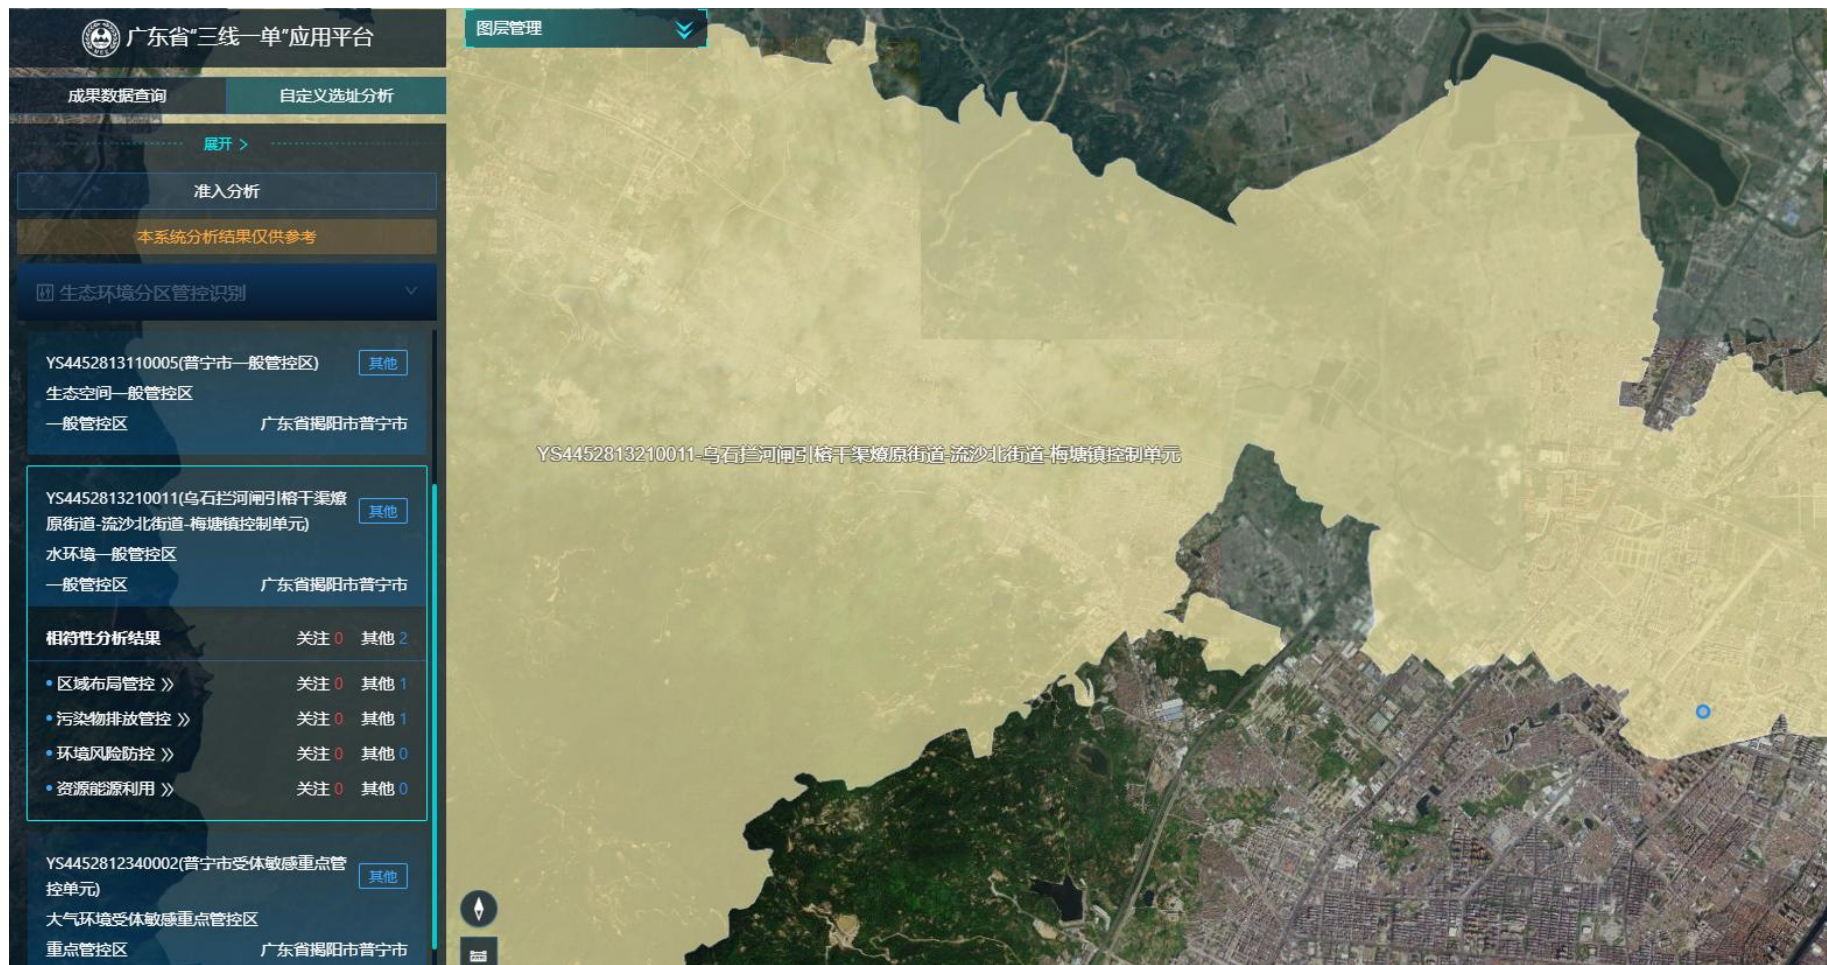 广东省"三线一单"应用平台
图层管理
成果数据查询
自定义选址分析
展开 >
准入分析
本系统分析结果仅供参考
生态环境分区管控识别
YS4452813110005(普宁市一般管控区)
其他
生态空间一般管控区
一般管控区
广东省揭阳市普宁市
YS4452813210011(乌石拦河闸引榕干渠燎
原街道-流沙北街道-梅塘镇控制单元)
其他
水环境一般管控区
一般管控区
广东省揭阳市普宁市
相符性分析结果 关注 0 其他 2
• 区域布局管控 》 关注 0 其他 1
• 污染物排放管控 》 关注 0 其他 1
• 环境风险防控 》 关注 0 其他 0
• 资源能源利用 》 关注 0 其他 0
YS4452812340002(普宁市受体敏感重点管
控单元)
其他
大气环境受体敏感重点管控区
重点管控区
广东省揭阳市普宁市
YS4452813210011-乌石拦河闸引榕干渠燎原街道-流沙北街道-梅塘镇控制单元